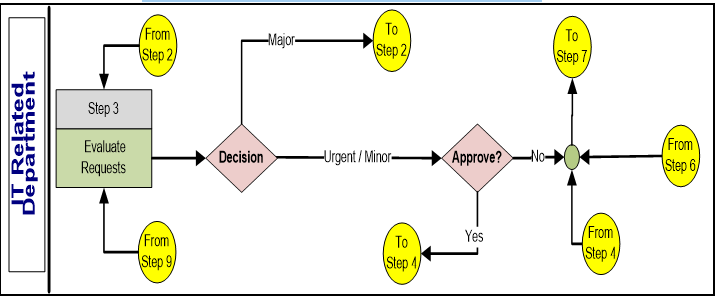 IT Related
Department
From
Step 2
Step 3
Evaluate
Requests
From
Step 9
Decision
Major
To
Step 2
Urgent / Minor
Approve?
Yes
To
Step 4
No
To
Step 7
From
Step 6
From
Step 4